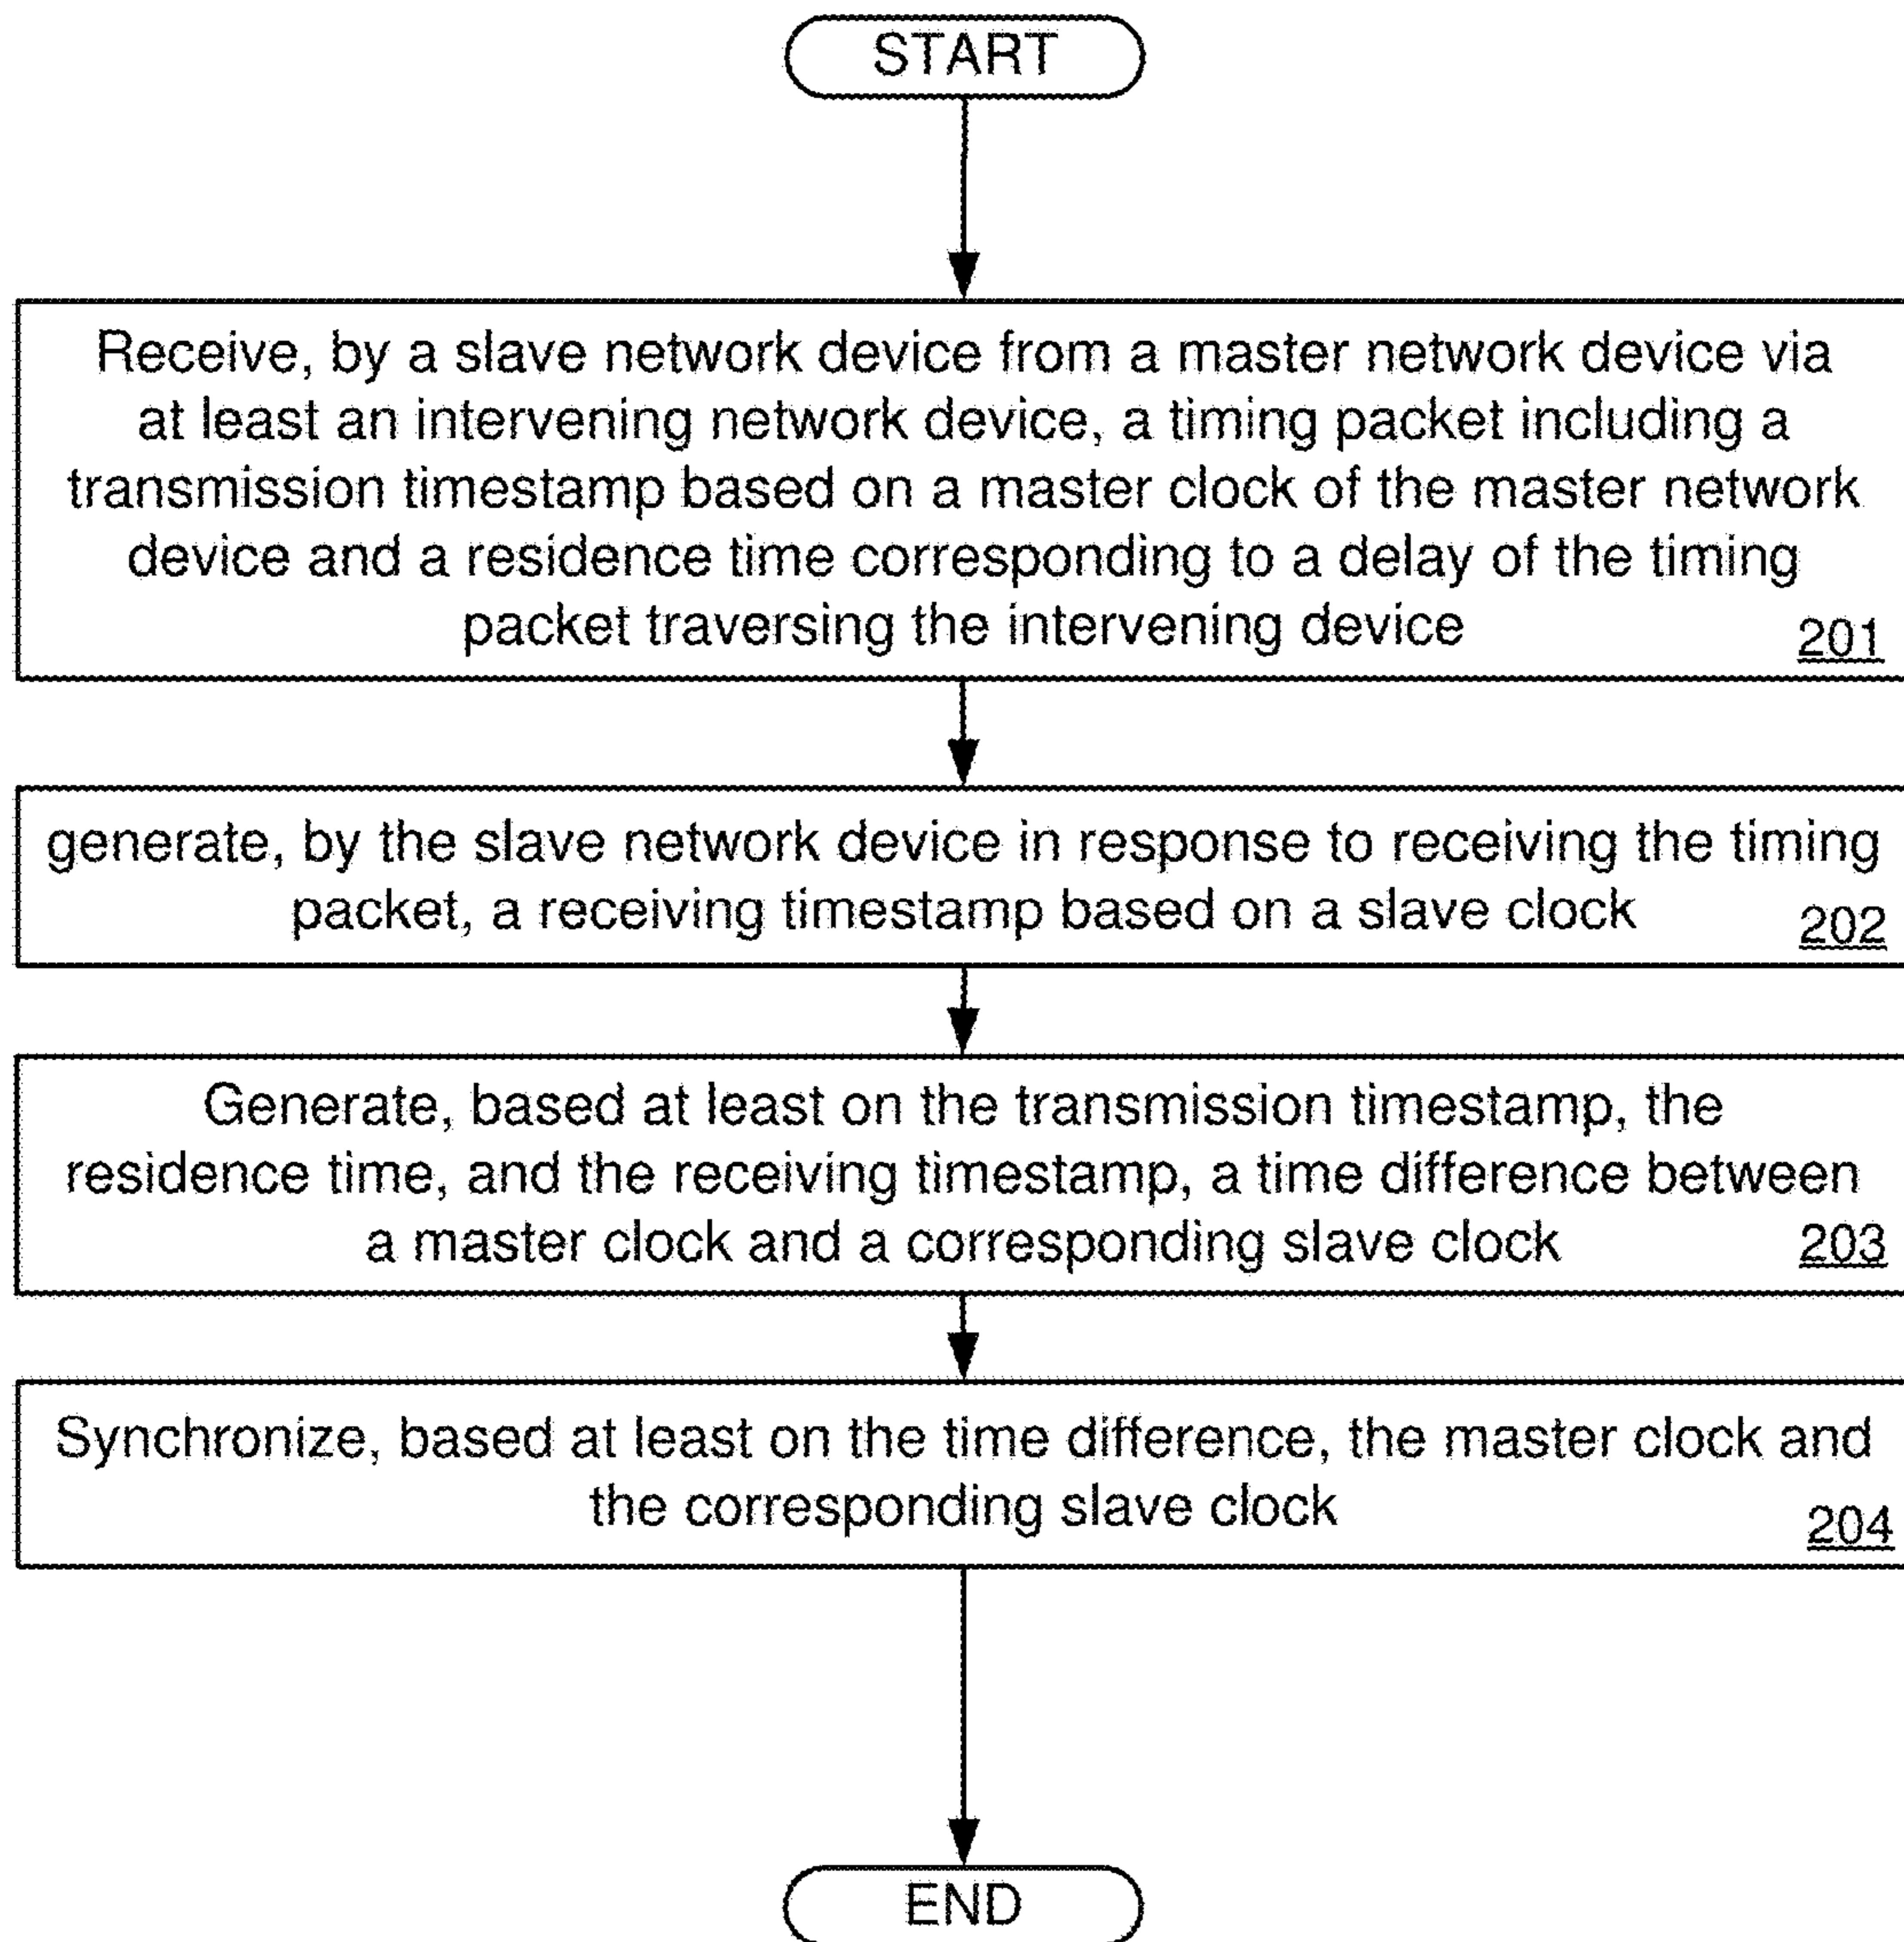 START
Receive, by a slave network device from a master network device via
at least an intervening network device, a timing packet including a
transmission timestamp based on a master clock of the master network
device and a residence time corresponding to a delay of the timing
packet traversing the intervening device
201
generate, by the slave network device in response to receiving the timing
packet, a receiving timestamp based on a slave clock
202
Generate, based at least on the transmission timestamp, the
residence time, and the receiving timestamp, a time difference between
a master clock and a corresponding slave clock
203
Synchronize, based at least on the time difference, the master clock and
the corresponding slave clock
204
END